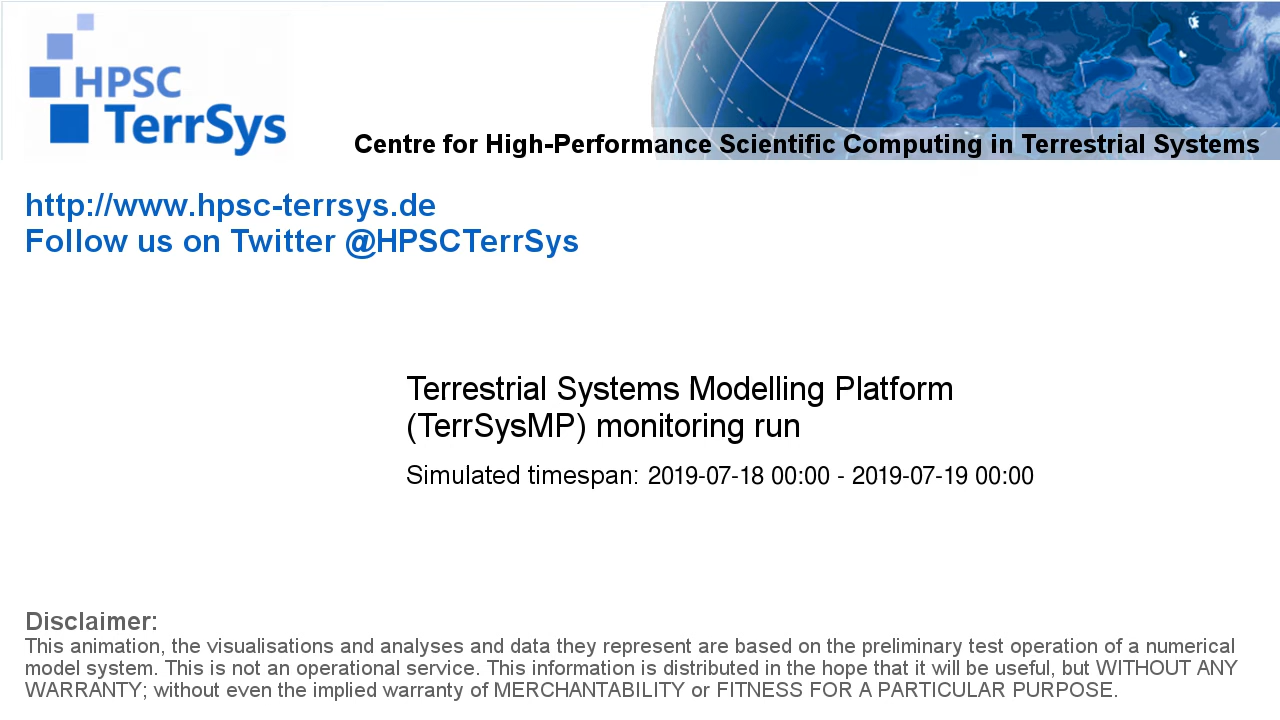 HPSC
TerrSys
Centre for High-Performance Scientific Computing in Terrestrial Systems
http://www.hpsc-terrsys.de
Follow us on Twitter @HPSCTerrSys
Terrestrial Systems Modelling Platform
(TerrSysMP) monitoring run
Simulated timespan: 2019-07-18 00:00 - 2019-07-19 00:00
Disclaimer:
This animation, the visualisations and analyses and data they represent are based on the preliminary test operation of a numerical
model system. This is not an operational service. This information is distributed in the hope that it will be useful, but WITHOUT ANY
WARRANTY; without even the implied warranty of MERCHANTABILITY or FITNESS FOR A PARTICULAR PURPOSE.